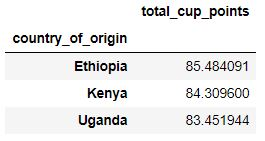 total_cup_points
country_of_origin
Ethiopia 85.484091
Kenya 84.309600
Uganda 83.451944